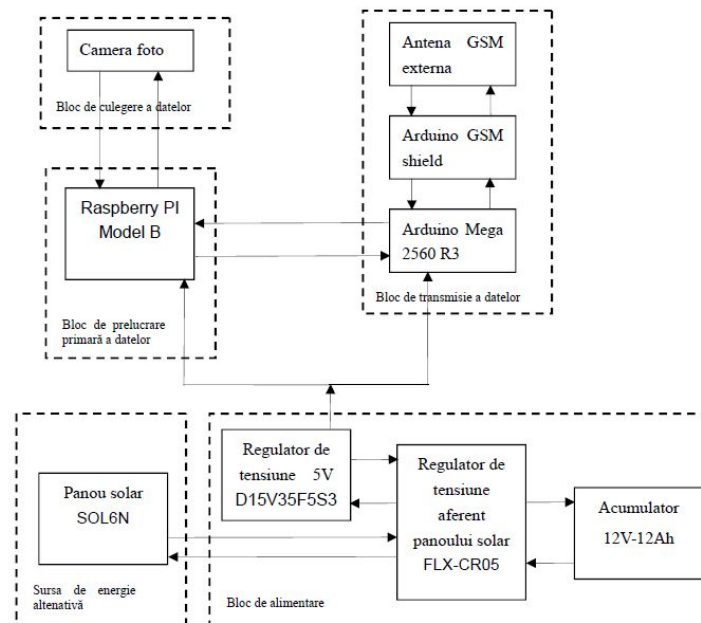 Camera foto
Bloc de culegere a datelor
Antena GSM
externa
Arduino GSM
shield
Arduino Mega
2560 R3
Bloc de transmisie a datelor
Raspberry PI
Model B
Bloc de prelucrare
primară a datelor
Panou solar
SOL6N
Sursa de energie
altenativă
Regulator de
tensiune 5V
D15V35F5S3
Regulator de
tensiune
aferent
panoului solar
FLX-CR05
Acumulator
12V-12Ah
Bloc de alimentare